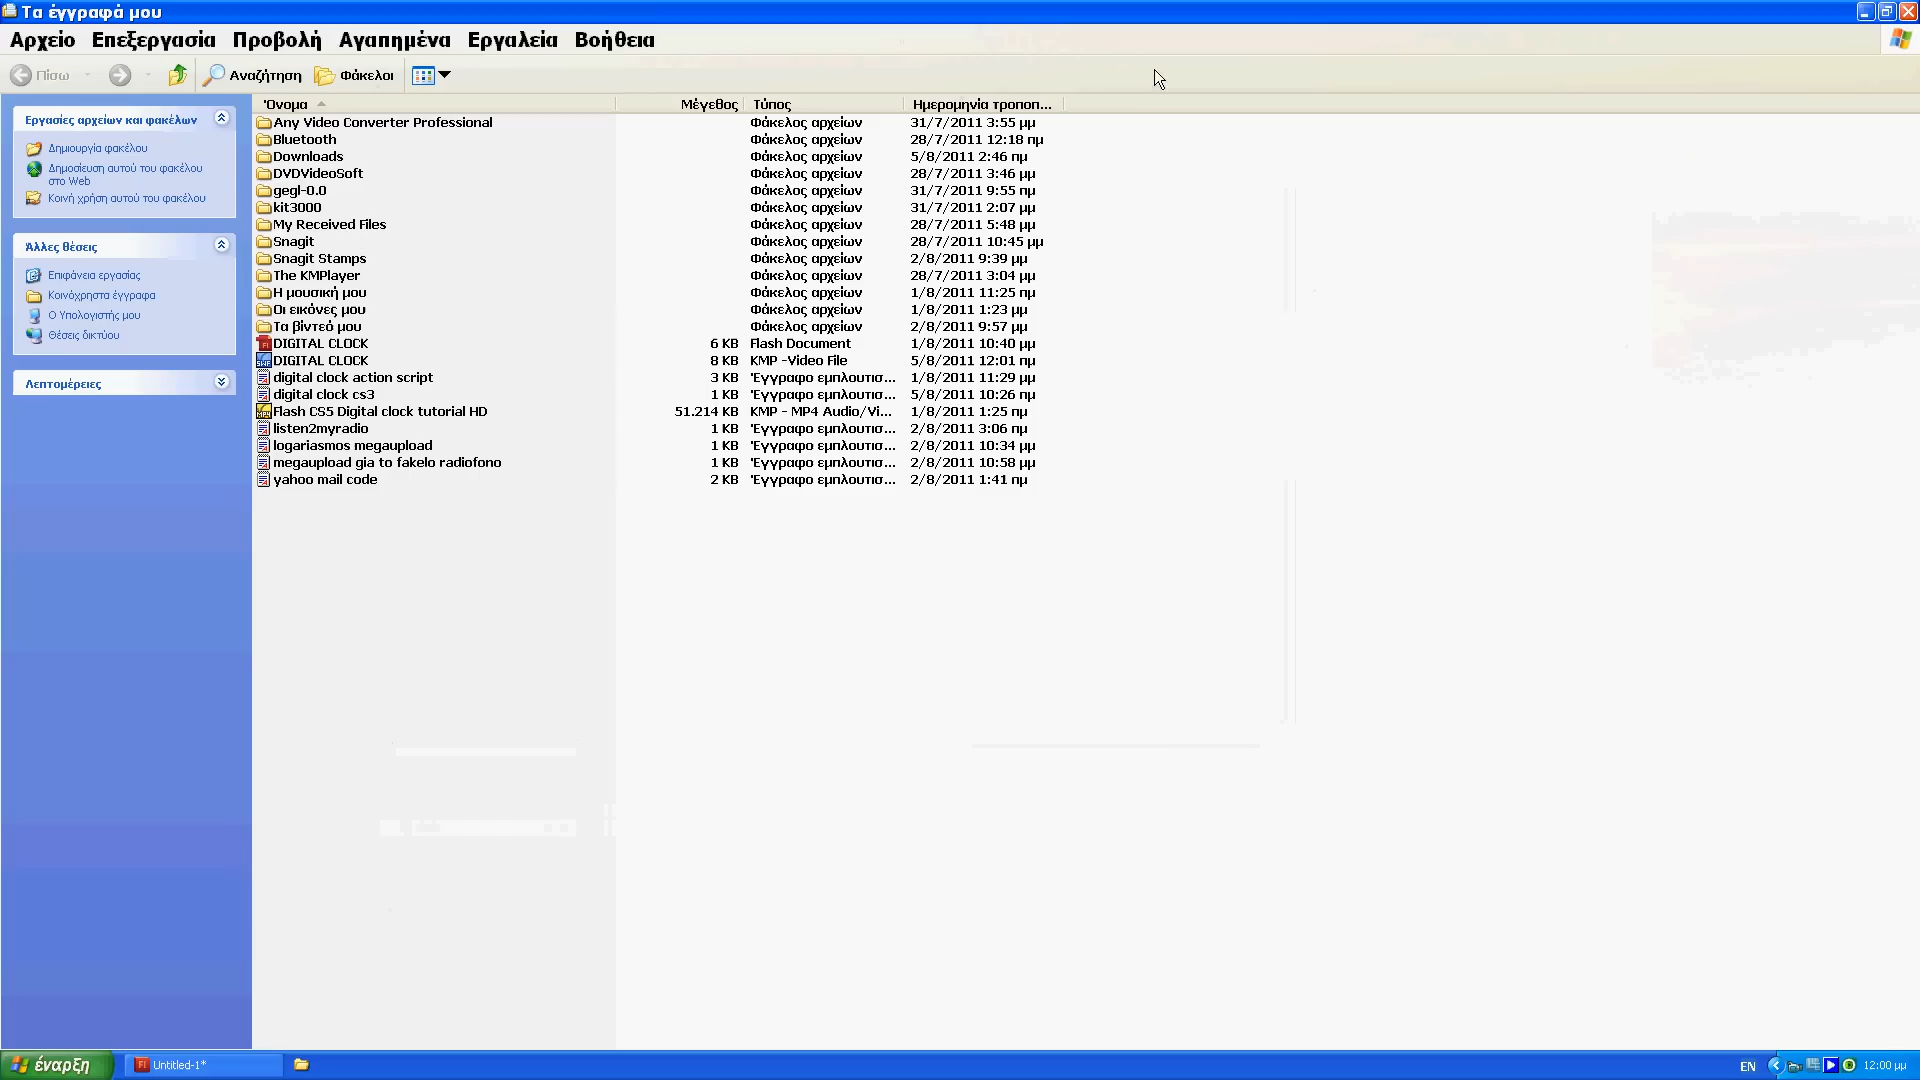 Τα έγγραφά μου
Αρχείο Επεξεργασία Προβολή Αγαπημένα Εργαλεία Βοήθεια
Πίσω Αναζήτηση Φάκελοι
Εργασίες αρχείων και φακέλων
Δημιουργία φακέλου
Δημοσίευση αυτού του φακέλου
στο Web
Κοινή χρήση αυτού του φακέλου
Άλλες θέσεις
Επιφάνεια εργασίας
Κοινόχρηστα έγγραφα
Ο Υπολογιστής μου
Θέσεις δικτύου
Λεπτομέρειες
Όνομα Μέγεθος Τύπος Ημερομηνία τροποπ...
Any Video Converter Professional Φάκελος αρχείων 31/7/2011 3:55 μμ
Bluetooth Φάκελος αρχείων 28/7/2011 12:18 πμ
Downloads Φάκελος αρχείων 5/8/2011 2:46 πμ
DVDVideoSoft Φάκελος αρχείων 28/7/2011 3:46 μμ
gegl-0.0 Φάκελος αρχείων 31/7/2011 9:55 πμ
kit3000 Φάκελος αρχείων 31/7/2011 2:07 μμ
My Received Files Φάκελος αρχείων 28/7/2011 5:48 μμ
Snagit Φάκελος αρχείων 28/7/2011 10:45 μμ
Snagit Stamps Φάκελος αρχείων 2/8/2011 9:39 μμ
The KMPlayer Φάκελος αρχείων 28/7/2011 3:04 μμ
Η μουσική μου Φάκελος αρχείων 1/8/2011 11:25 πμ
Οι εικόνες μου Φάκελος αρχείων 1/8/2011 1:23 μμ
Τα βίντεό μου Φάκελος αρχείων 2/8/2011 9:57 μμ
DIGITAL CLOCK 6 KB Flash Document 1/8/2011 10:40 μμ
DIGITAL CLOCK 8 KB KMP -Video File 5/8/2011 12:01 πμ
digital clock action script 3 KB Έγγραφο εμπλουτισ... 1/8/2011 11:29 μμ
digital clock cs3 1 KB Έγγραφο εμπλουτισ... 5/8/2011 10:26 πμ
Flash CS5 Digital clock tutorial HD 51.214 KB KMP - MP4 Audio/Vi... 1/8/2011 1:25 πμ
listen2myradio 1 KB Έγγραφο εμπλουτισ... 2/8/2011 3:06 πμ
logariasmos megaupload 1 KB Έγγραφο εμπλουτισ... 2/8/2011 10:34 μμ
megaupload gia to fakelo radiofono 1 KB Έγγραφο εμπλουτισ... 2/8/2011 10:58 μμ
yahoo mail code 2 KB Έγγραφο εμπλουτισ... 2/8/2011 1:41 πμ
έναρξη Untitled-1* EN 12:00 μμ